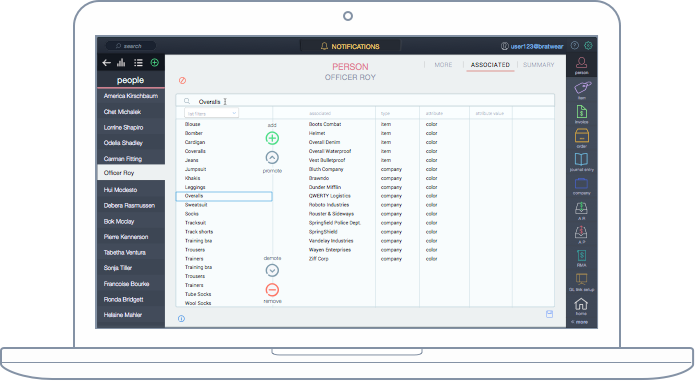 search
NOTIFICATIONS
user123@bratwear
people
America Kirschbaum
Chet Michalek
Lorrine Shapiro
Odelia Shadley
Carman Fitting
Officer Roy
Hui Modesto
Debera Rasmussen
Bok Mcclay
Pierre Kennerson
Tabetha Ventura
Sonja Tiller
Francoise Bourke
Ronda Bridgett
Helaine Mahler
PERSON
OFFICER ROY
MORE
ASSOCIATED
SUMMARY
Overalls
list filters
Blouse
Bomber
Cardigan
Coveralls
Jeans
Jumpsuit
Khakis
Leggings
Overalls
Sweatsuit
Socks
Tracksuit
Track shorts
Training bra
Trousers
Trainers
Training bra
Trousers
Trainers
Tube Socks
Wool Socks
add
promote
demote
remove
associated type attribute attribute value
Boots Combat item color
Helmet item color
Overall Denim item color
Overall Waterproof item color
Vest Bulletproof item color
Bluth Company company color
Brawndo company color
Dunder Mifflin company color
QWERTY Logistics company color
Roboto Industries company color
Rouster & Sideways company color
Springfield Police Dept. company color
SpringShield company color
Vandelay Industries company color
Wayen Enterprises company color
Ziff Corp company color
person
item
invoice
order
journal entry
company
A R
A P
RMA
GL link setup
home